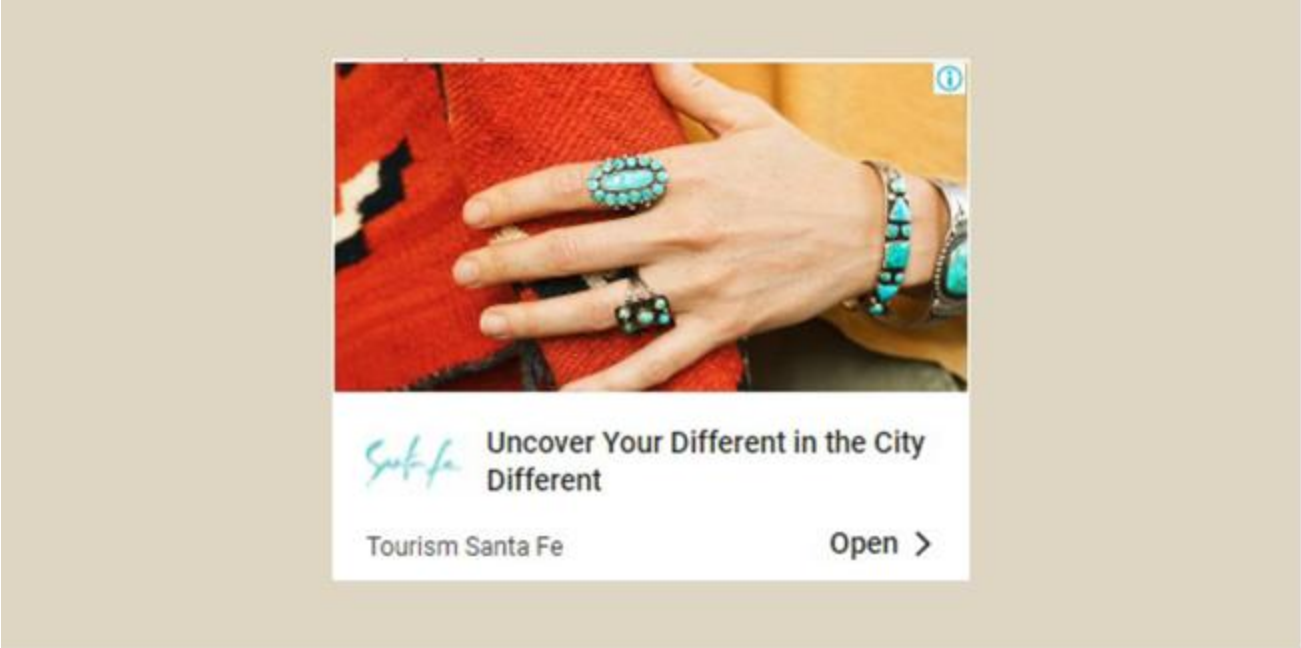 Santa Fe
Uncover Your Different in the City
Different
Tourism Santa Fe
Open